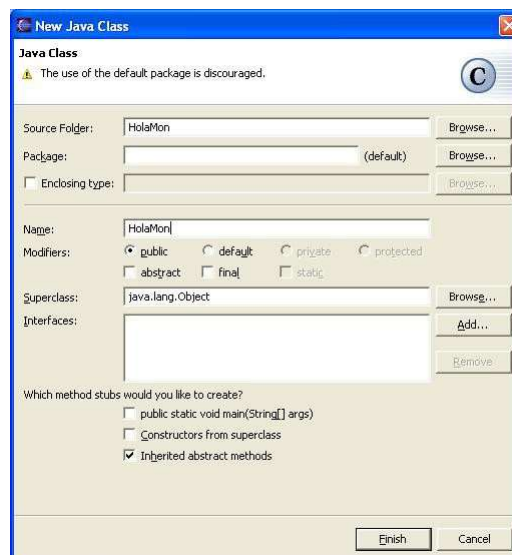 New Java Class
Java Class
The use of the default package is discouraged.
C
Source Folder: HolaMon Browse...
Package: (default) Browse...
Enclosing type: Browse...
Name: HolaMon
Modifiers: public default private protected
abstract final static
Superclass: java.lang.Object Browse...
Interfaces: Add...
Remove
Which method stubs would you like to create?
public static void main(String[] args)
Constructors from superclass
Inherited abstract methods
Finish Cancel